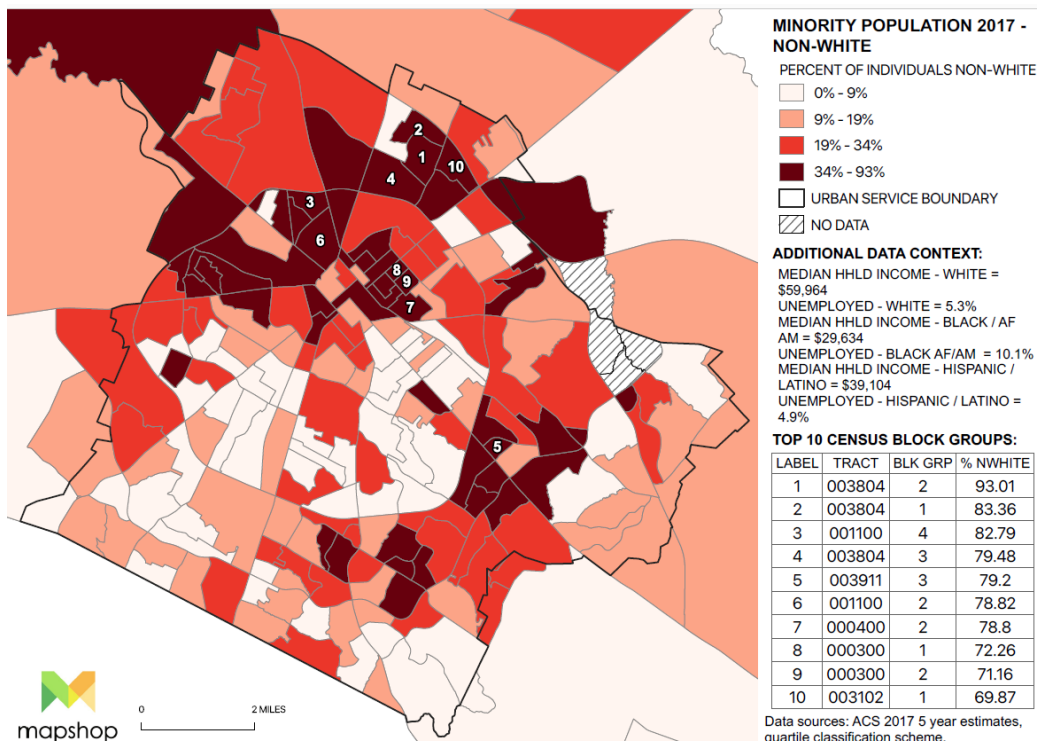 MINORITY POPULATION 2017 -
NON-WHITE
PERCENT OF INDIVIDUALS NON-WHITE
0% - 9%
9% - 19%
19% - 34%
34% - 93%
URBAN SERVICE BOUNDARY
NO DATA
ADDITIONAL DATA CONTEXT:
MEDIAN HHLD INCOME - WHITE =
$59,964
UNEMPLOYED - WHITE = 5.3%
MEDIAN HHLD INCOME - BLACK / AF
AM = $29,634
UNEMPLOYED - BLACK AF/AM = 10.1%
MEDIAN HHLD INCOME - HISPANIC /
LATINO = $39,104
UNEMPLOYED - HISPANIC / LATINO =
4.9%
TOP 10 CENSUS BLOCK GROUPS:
LABEL TRACT BLK GRP % NWHITE
1 003804 2 93.01
2 003804 1 83.36
3 001100 4 82.79
4 003804 3 79.48
5 003911 3 79.2
6 001100 2 78.82
7 000400 2 78.8
8 000300 1 72.26
9 000300 2 71.16
10 003102 1 69.87
Data sources: ACS 2017 5 year estimates,
quartile classification scheme.
2
1
10
4
3
6
8
9
7
5
mapshop
0
2 MILES